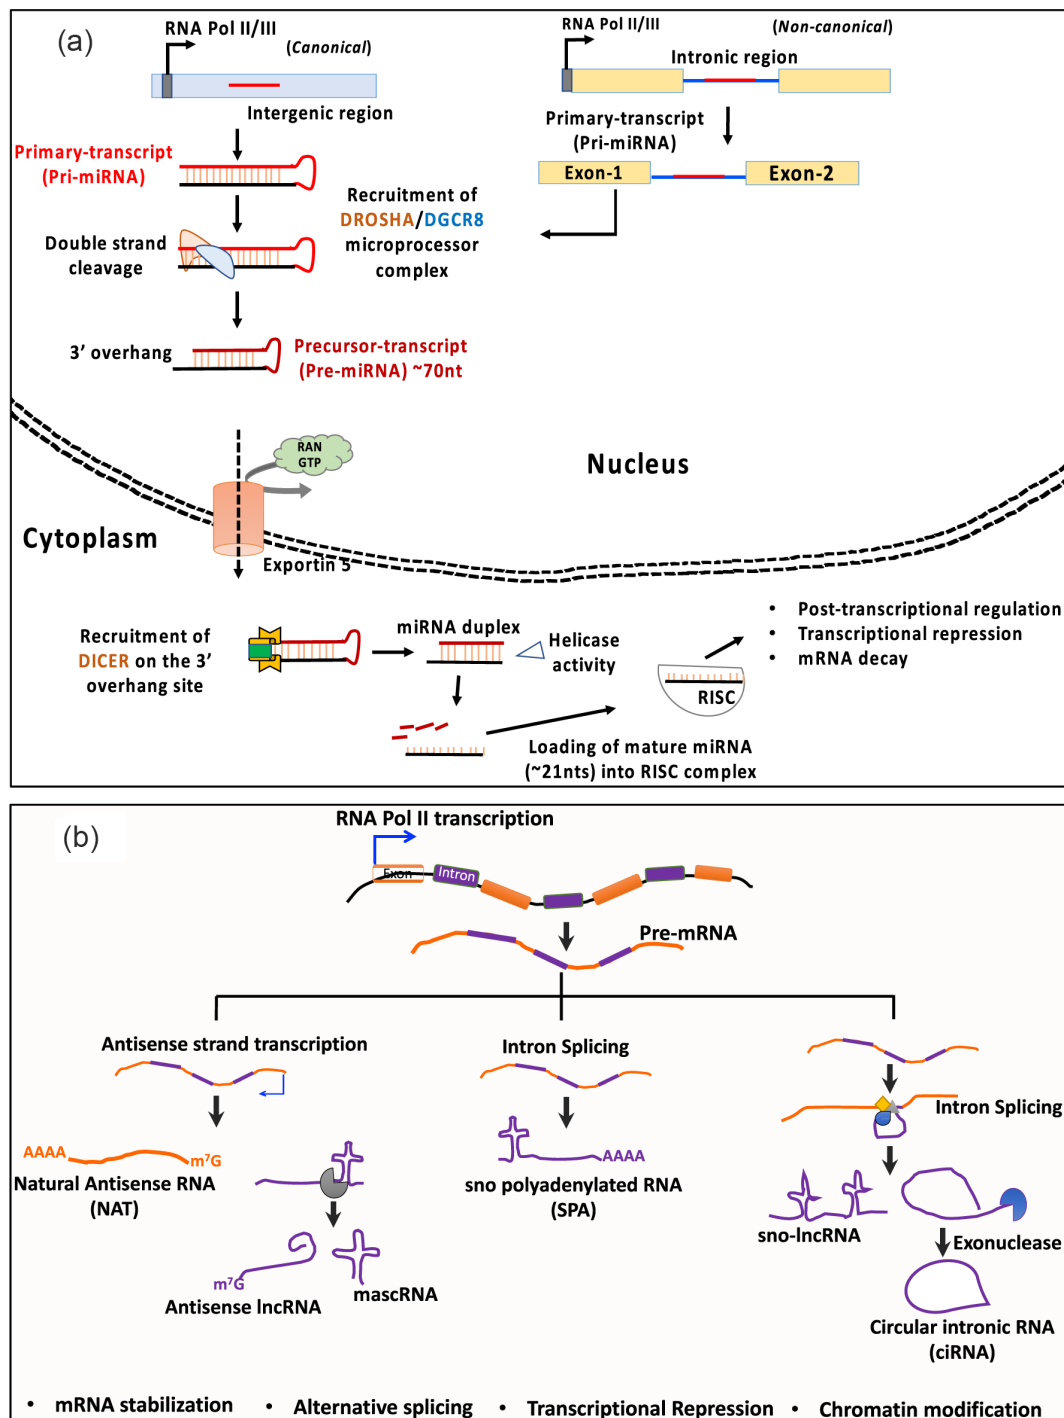 (a)
RNA Pol II/III
(Canonical)
Intergenic region
RNA Pol II/III
(Non-canonical)
Intronic region
Primary-transcript
(Pri-miRNA)
Primary-transcript
(Pri-miRNA)
Exon-1
Exon-2
Recruitment of
DROSHA/DGCR8
microprocessor
complex
Double strand
cleavage
3’ overhang
Precursor-transcript
(Pre-miRNA) ~70nt
RAN
GTP
Nucleus
Cytoplasm
Exportin 5
Recruitment of
DICER on the 3’
overhang site
miRNA duplex
Helicase
activity
RISC
• Post-transcriptional regulation
• Transcriptional repression
• mRNA decay
Loading of mature miRNA
(~21nts) into RISC complex
(b)
RNA Pol II transcription
Exon
Intron
Pre-mRNA
Antisense strand transcription
AAAA
m⁷G
Natural Antisense RNA
(NAT)
m⁷G
Antisense lncRNA
mascRNA
Intron Splicing
AAAA
sno polyadenylated RNA
(SPA)
Intron Splicing
sno-lncRNA
Exonuclease
Circular intronic RNA
(ciRNA)
• mRNA stabilization • Alternative splicing • Transcriptional Repression • Chromatin modification